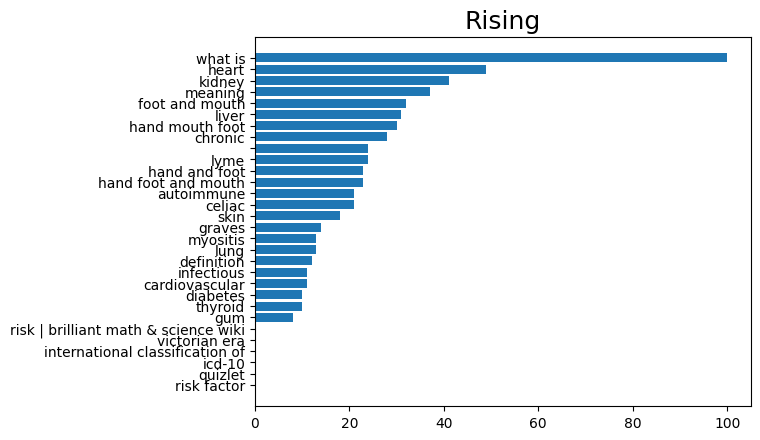 Rising
what is
heart
kidney
meaning
foot and mouth
liver
hand mouth foot
chronic
lyme
hand and foot
hand foot and mouth
autoimmune
celiac
skin
graves
myositis
lung
definition
infectious
cardiovascular
diabetes
thyroid
gum
risk | brilliant math & science wiki
victorian era
international classification of
icd-10
quizlet
risk factor
0 20 40 60 80 100